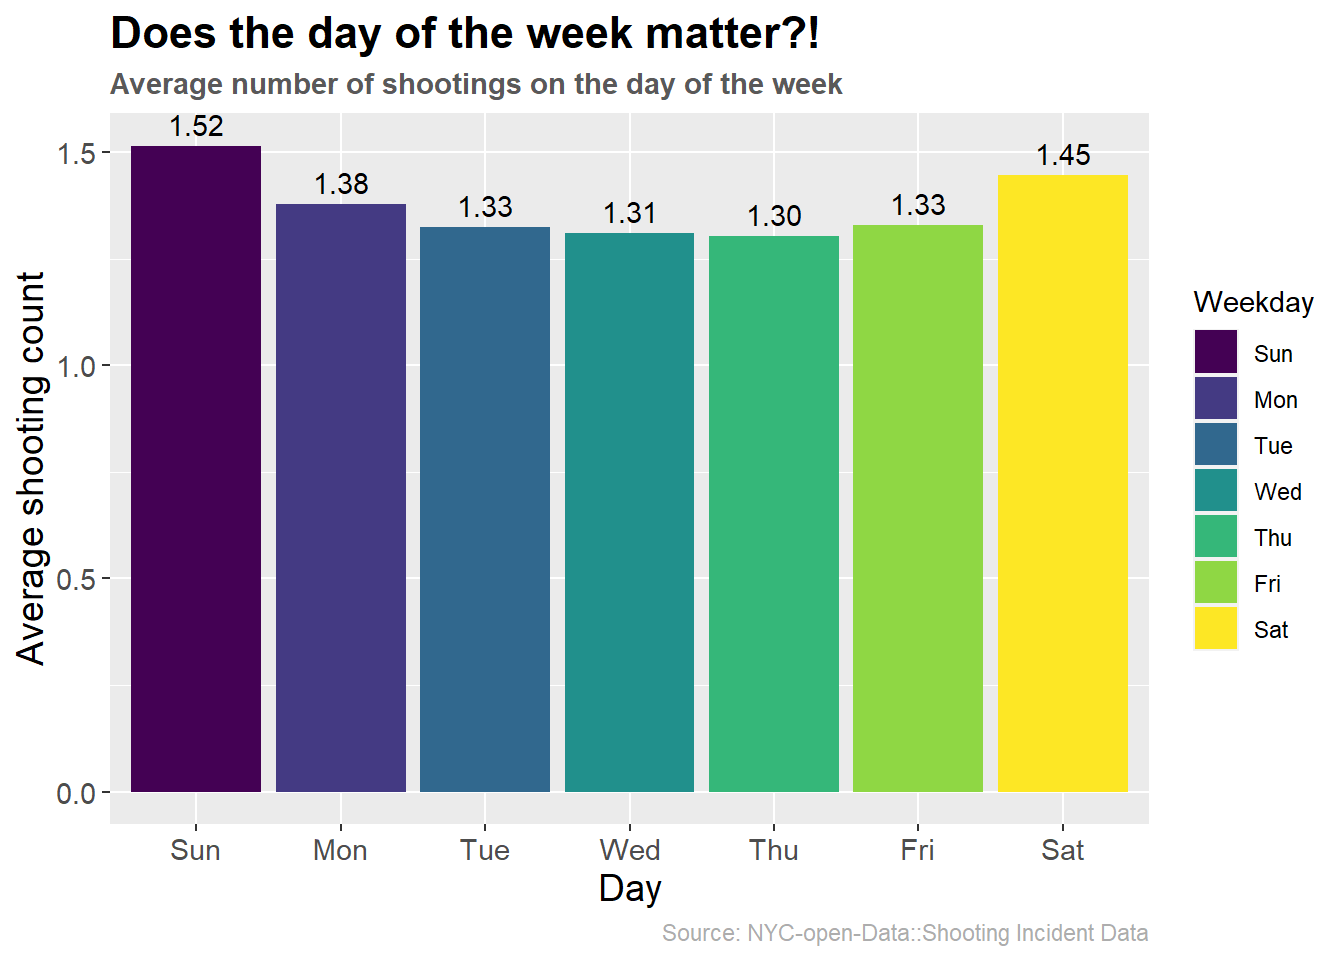 Does the day of the week matter?!
Average number of shootings on the day of the week
Average shooting count
1.5
1.0
0.5
0.0
1.52
1.38
1.33
1.31
1.30
1.33
1.45
Sun
Mon
Tue
Wed
Thu
Fri
Sat
Day
Weekday
Sun
Mon
Tue
Wed
Thu
Fri
Sat
Source: NYC-open-Data::Shooting Incident Data